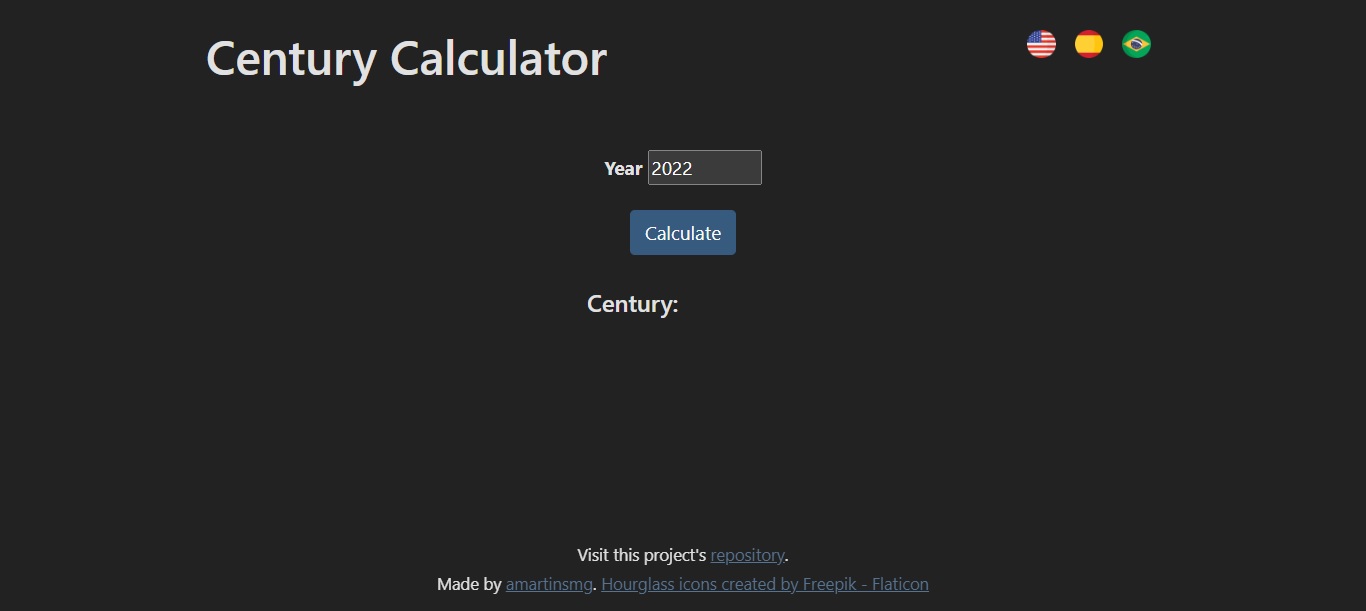 Century Calculator
Year 2022
Calculate
Century:
Visit this project's repository.
Made by amartinsmg. Hourglass icons created by Freepik - Flaticon